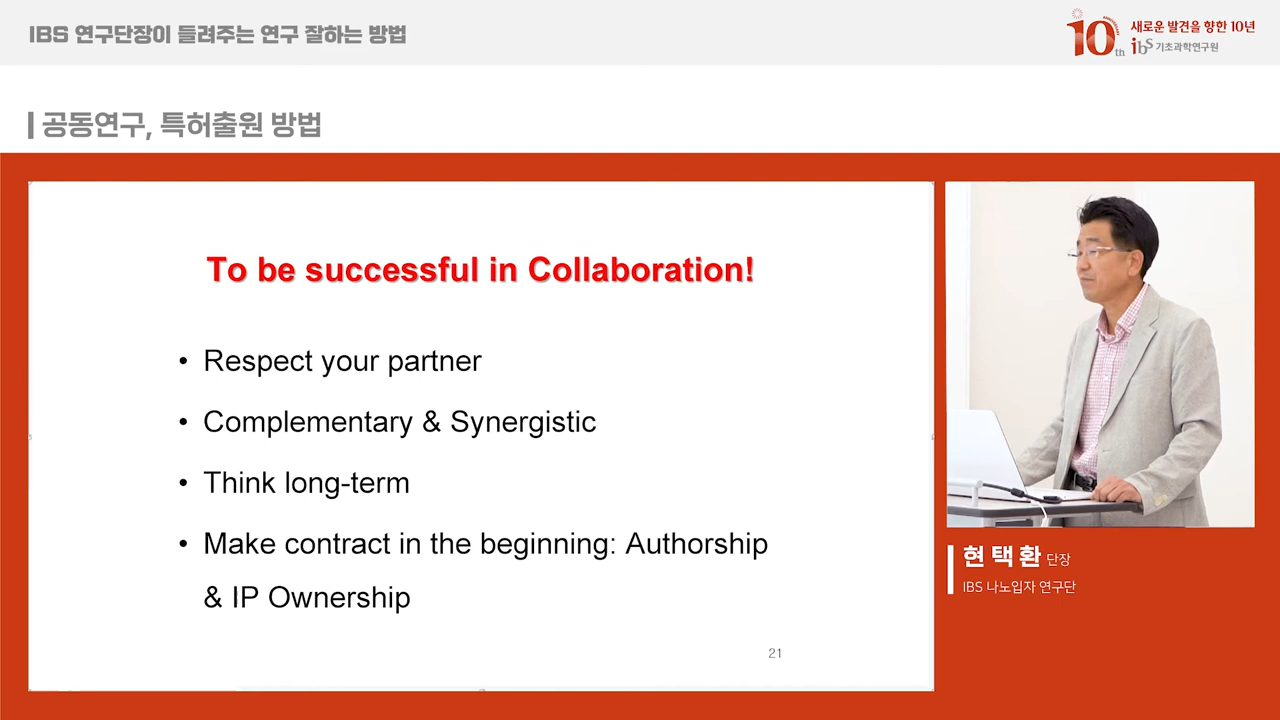 IBS 연구단장이 들려주는 연구 잘하는 방법
10th ANNIVERSARY
새로운 발견을 향한 10년
ibS 기초과학연구원
공동연구, 특허출원 방법
To be successful in Collaboration!
• Respect your partner
• Complementary & Synergistic
• Think long-term
• Make contract in the beginning: Authorship
& IP Ownership
21
현택환 단장
IBS 나노입자 연구단